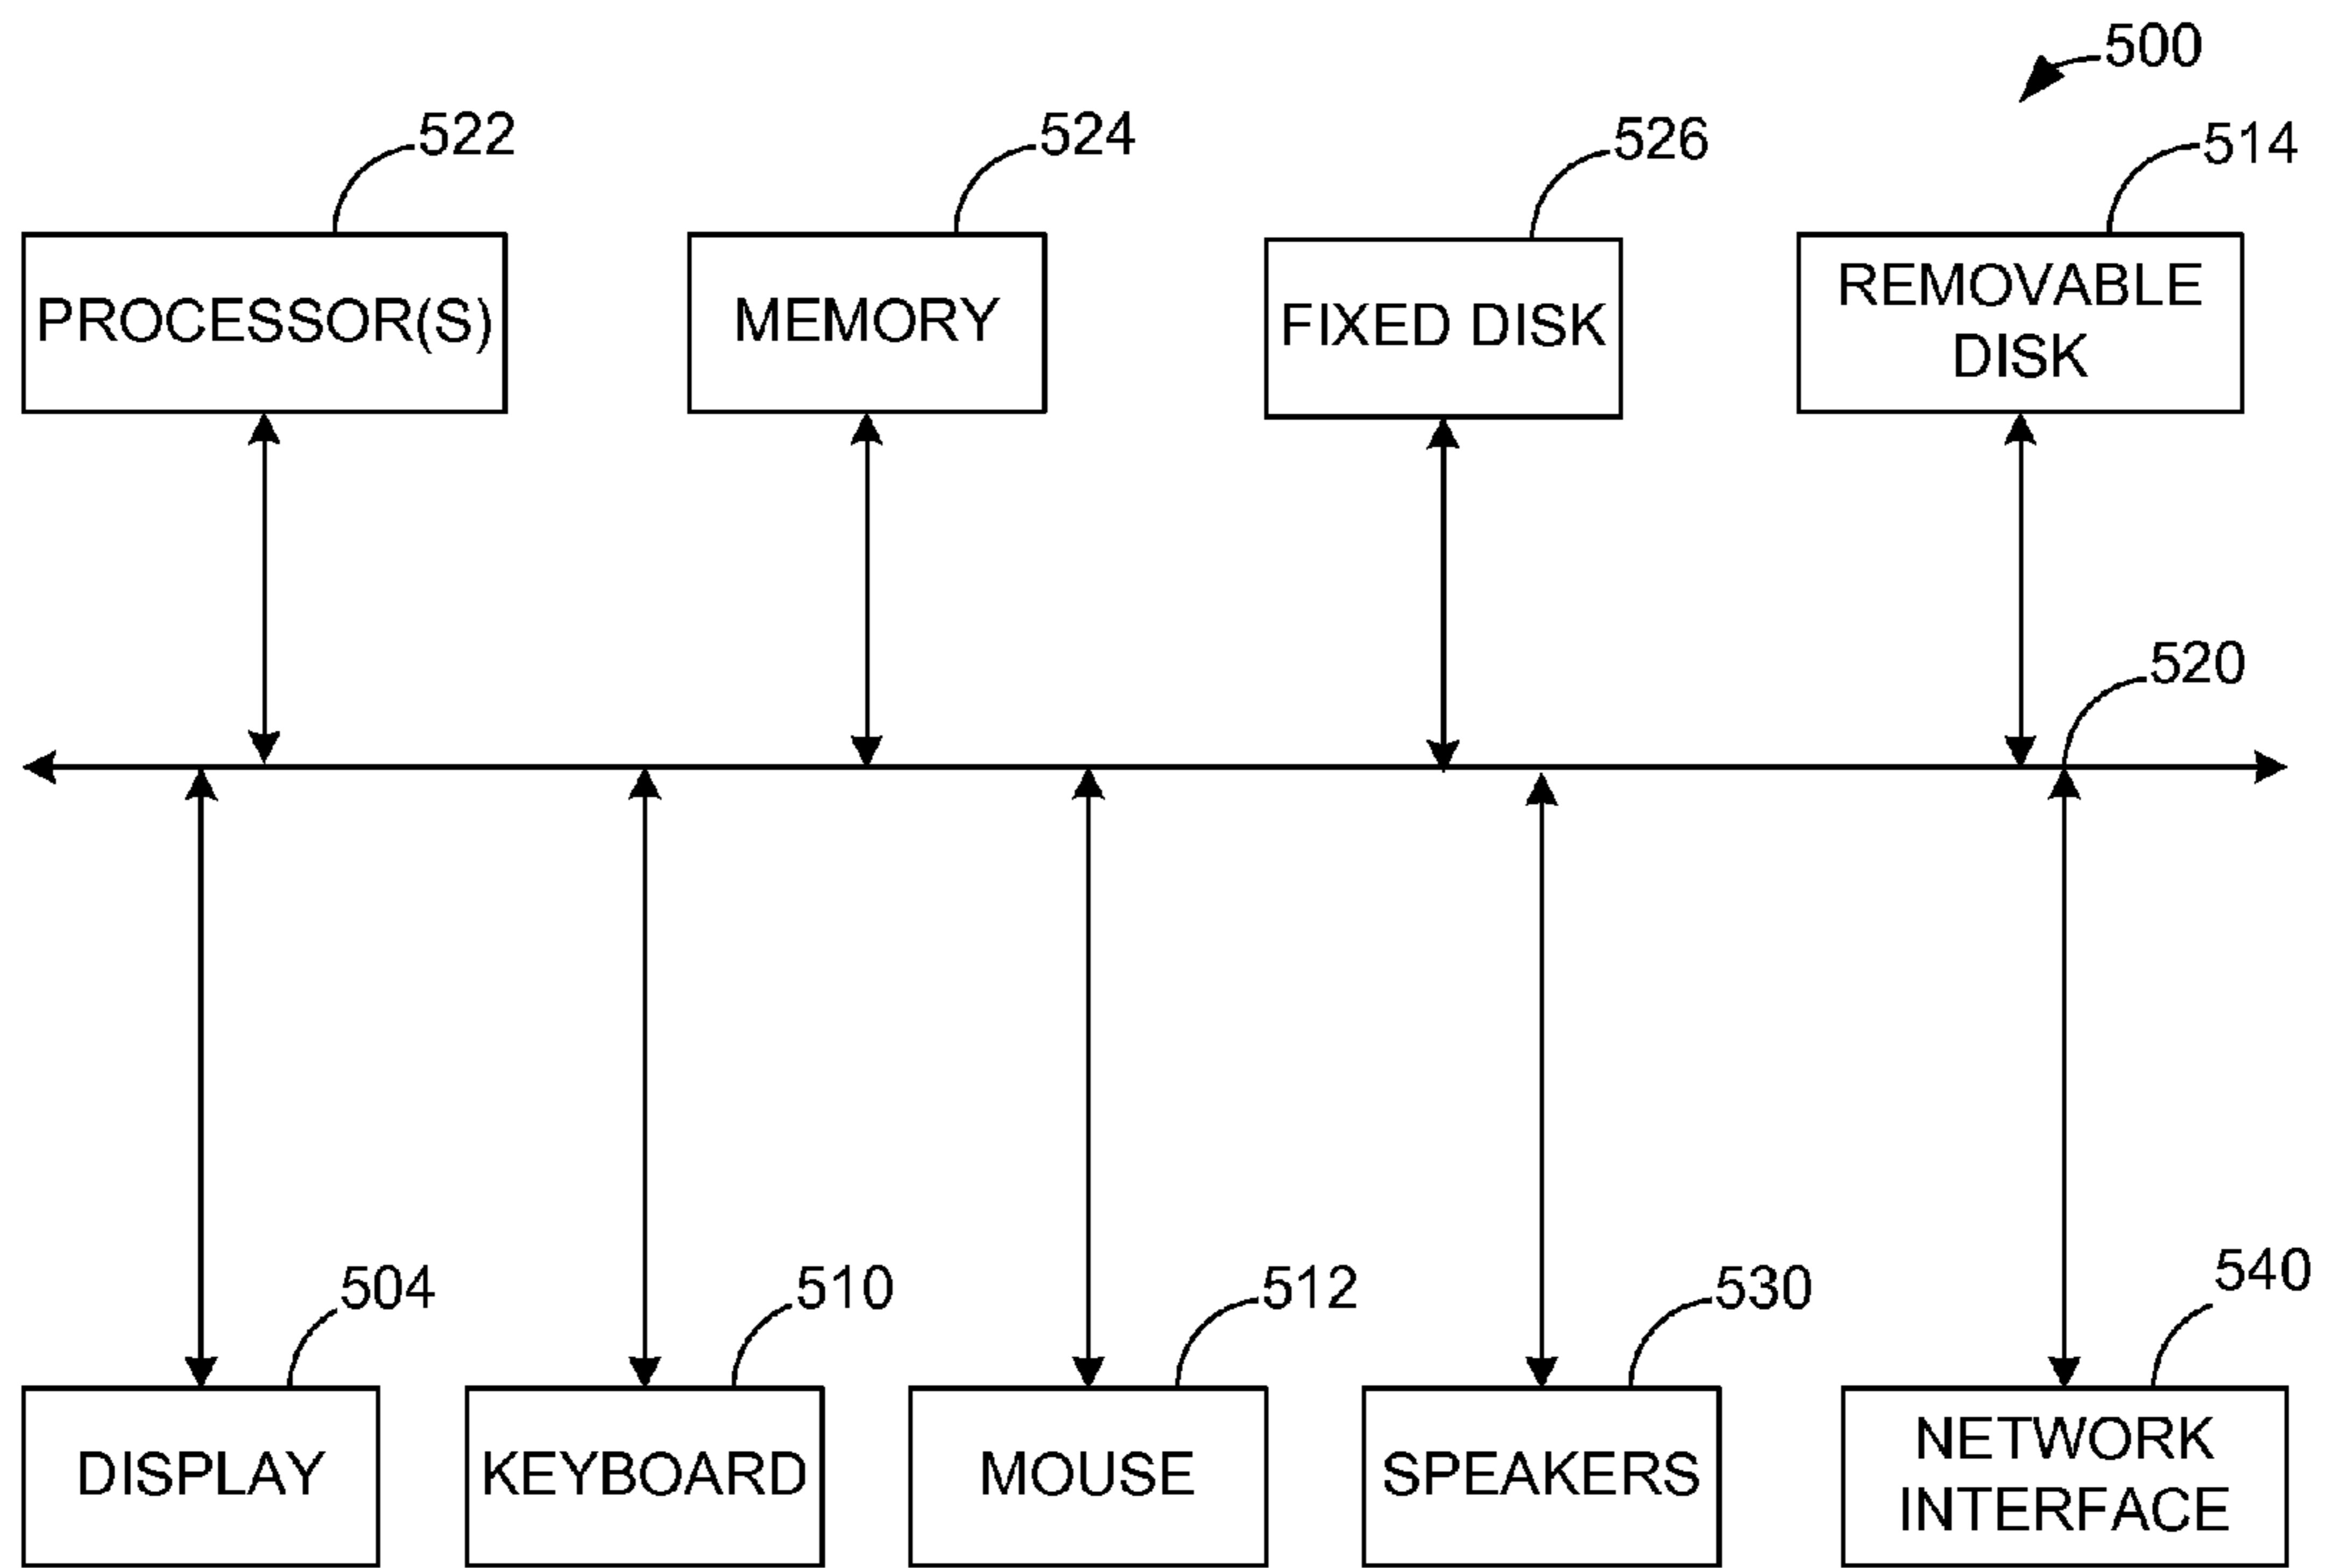 500
522
524
526
514
PROCESSOR(S)
MEMORY
FIXED DISK
REMOVABLE
DISK
520
504
510
512
530
540
DISPLAY
KEYBOARD
MOUSE
SPEAKERS
NETWORK
INTERFACE